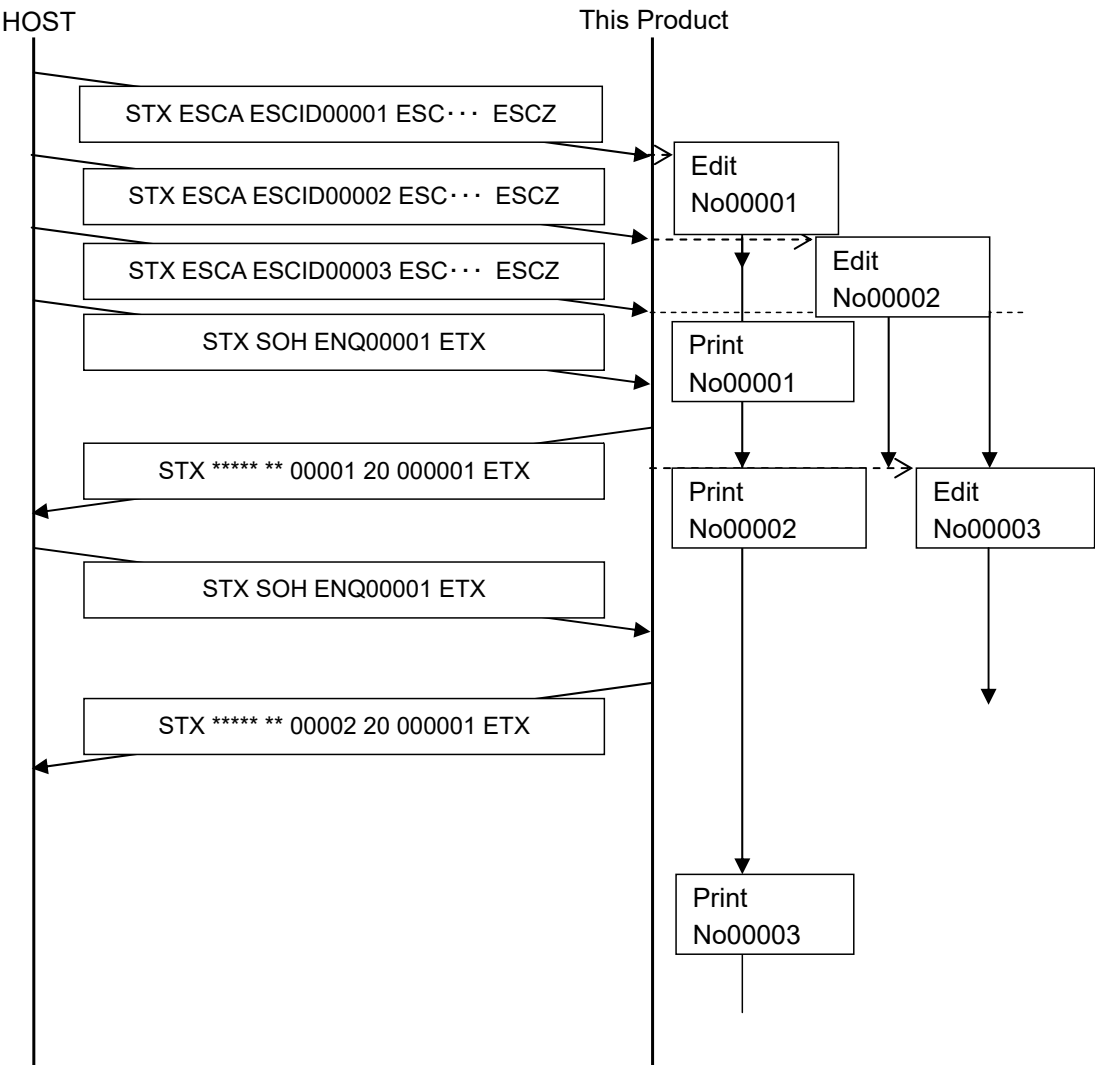 HOST
This Product
STX ESCA ESCID00001 ESC··· ESCZ
Edit
No00001
STX ESCA ESCID00002 ESC··· ESCZ
Edit
No00002
STX ESCA ESCID00003 ESC··· ESCZ
STX SOH ENQ00001 ETX
Print
No00001
STX ***** ** 00001 20 000001 ETX
Print
No00002
Edit
No00003
STX SOH ENQ00001 ETX
STX ***** ** 00002 20 000001 ETX
Print
No00003